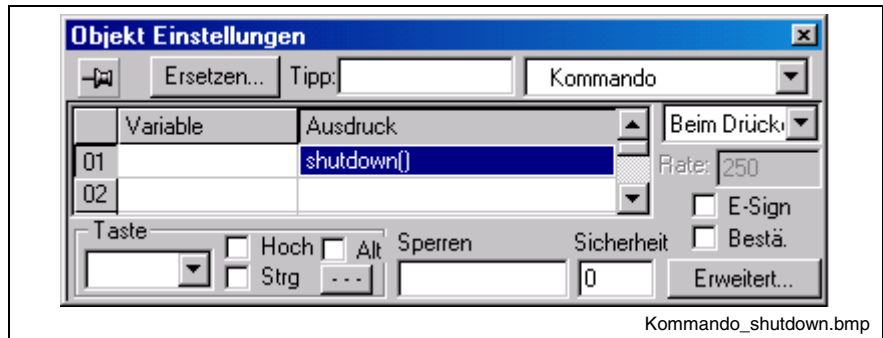 Objekt Einstellungen
Ersetzen... Tipp: Kommando
Variable Ausdruck Beim Drück
01 shutdown() Rate: 250
02 E-Sign
Taste Hoch Alt Sperren Sicherheit Bestä.
Strg --- 0 Erweitert...
Kommando_shutdown.bmp